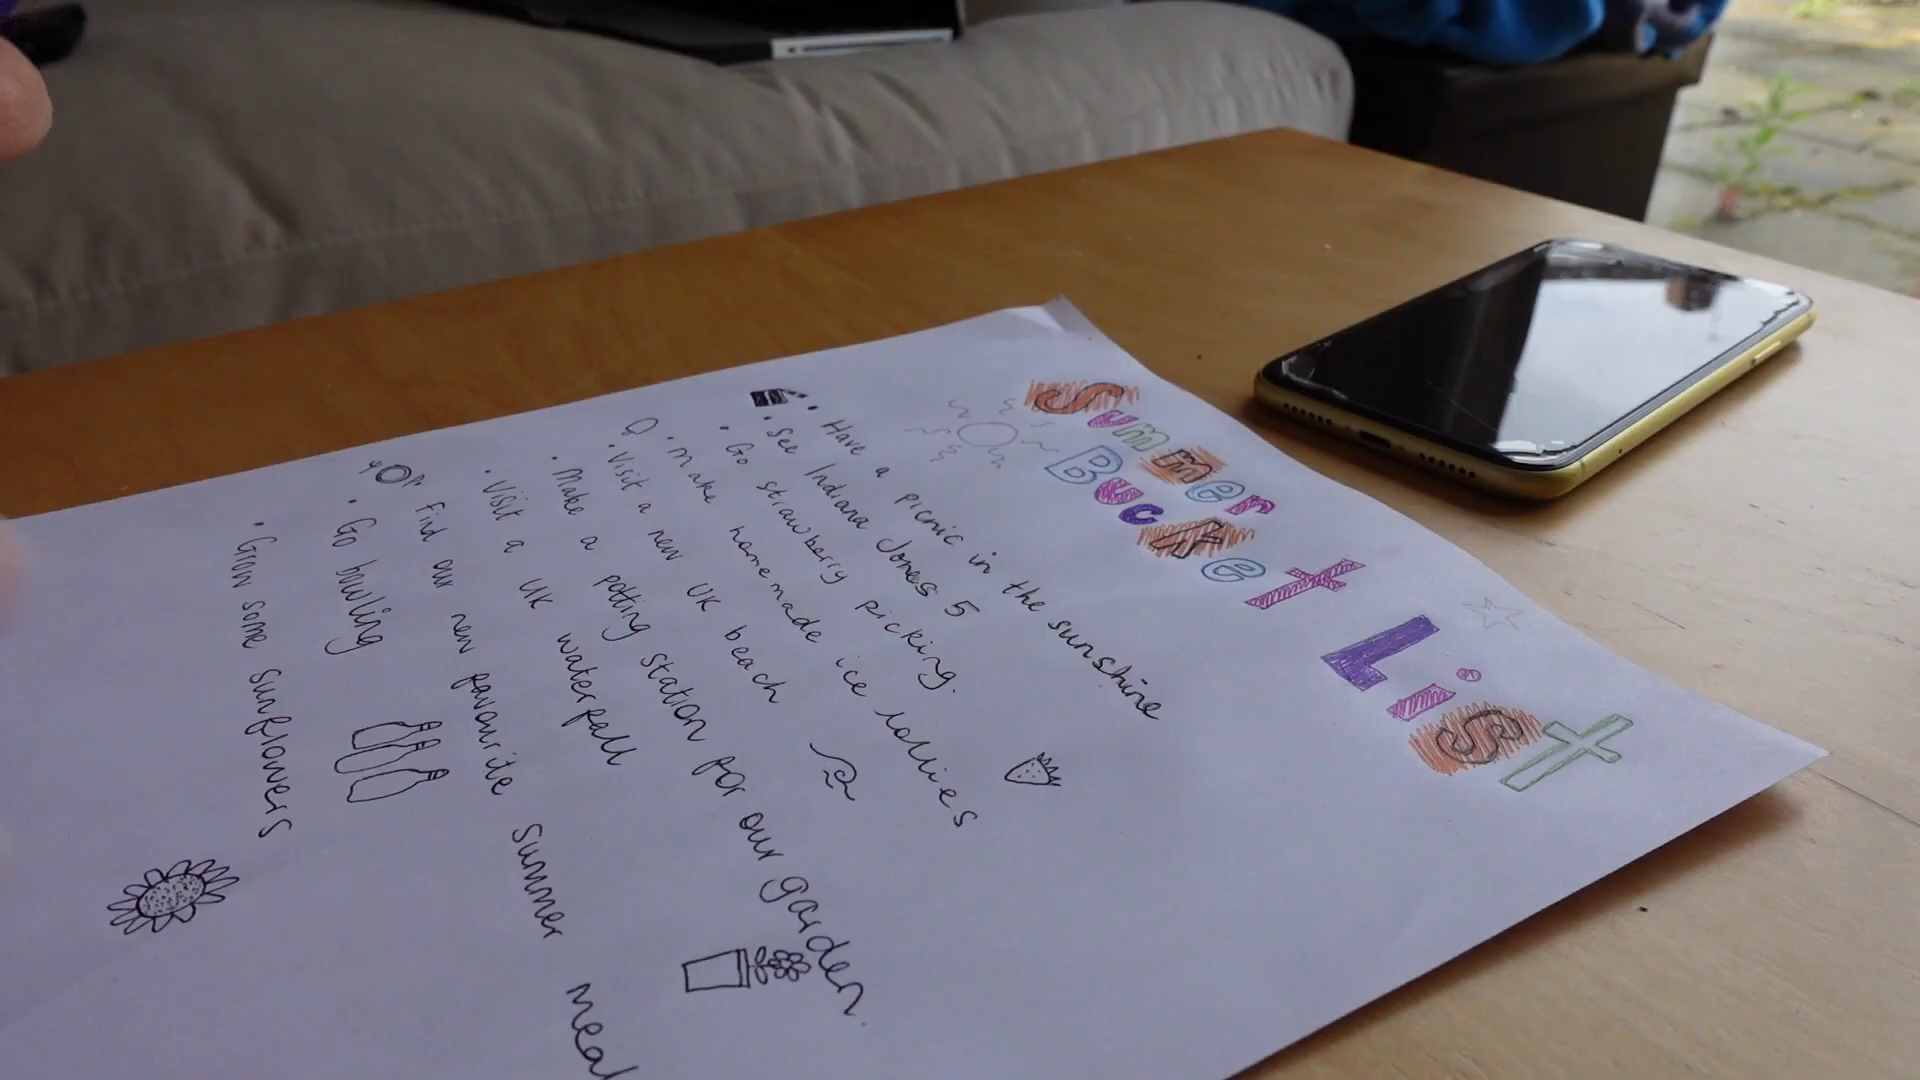 Summer
Bucket List
• Have a picnic in the sunshine
• See Indiana Jones 5
• Go strawberry picking.
• Make homemade ice lollies
• Visit a new UK beach
• Make a potting station for our garden.
• Visit a UK waterfall
Find our new favourite summer meal
• Go bowling
• Grow some sunflowers